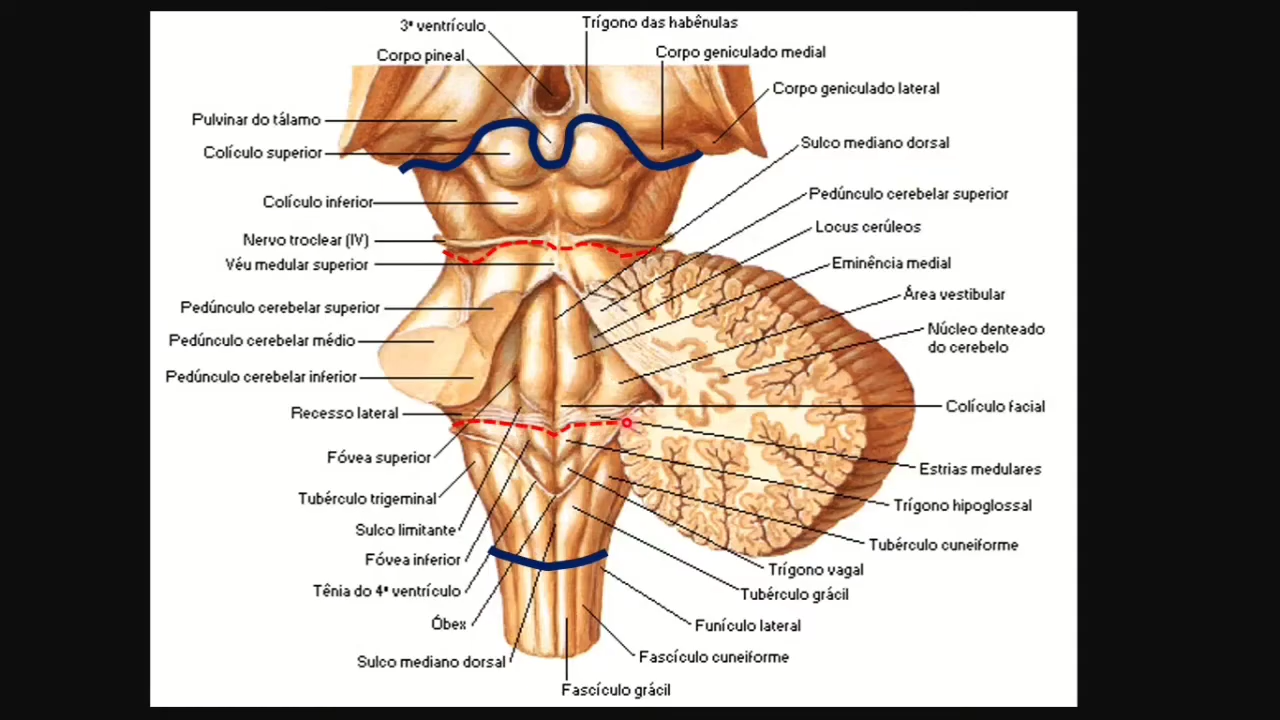 3º ventrículo
Corpo pineal
Pulvinar do tálamo
Colículo superior
Colículo inferior
Nervo troclear (IV)
Véu medular superior
Pedúnculo cerebelar superior
Pedúnculo cerebelar médio
Pedúnculo cerebelar inferior
Recesso lateral
Fóvea superior
Tubérculo trigeminal
Sulco limitante
Fóvea inferior
Tênia do 4º ventrículo
Óbex
Sulco mediano dorsal
Fascículo grácil
Trígono das habênulas
Corpo geniculado medial
Corpo geniculado lateral
Sulco mediano dorsal
Pedúnculo cerebelar superior
Locus cerúleos
Eminência medial
Área vestibular
Núcleo denteado
do cerebelo
Colículo facial
Estrias medulares
Trígono hipoglossal
Tubérculo cuneiforme
Trígono vagal
Tubérculo grácil
Funículo lateral
Fascículo cuneiforme